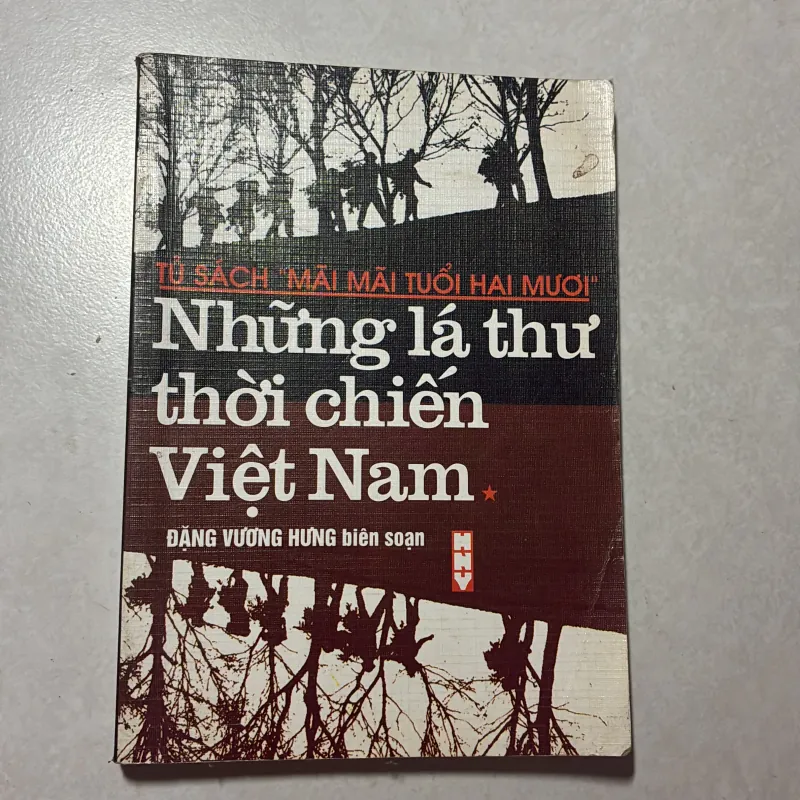 TỦ SÁCH "MÃI MÃI TUỔI HAI MƯƠI"
Những lá thư
thời chiến
Việt Nam
ĐẶNG VƯƠNG HƯNG biên soạn
HNV